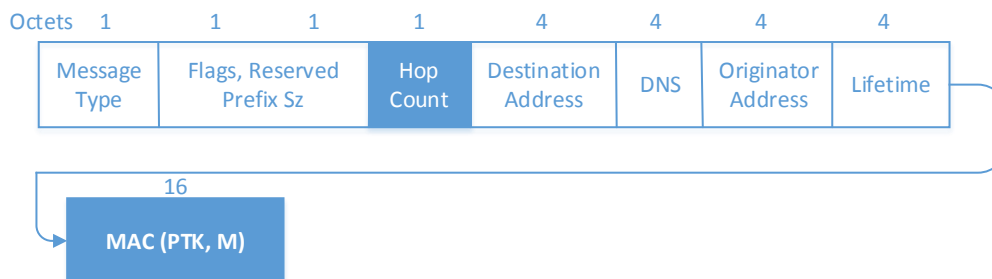 Octets 1 1 1 1 4 4 4 4
Message Flags, Reserved Hop Destination Originator
Type Prefix Sz Count Address DNS Address Lifetime
16
MAC (PTK, M)